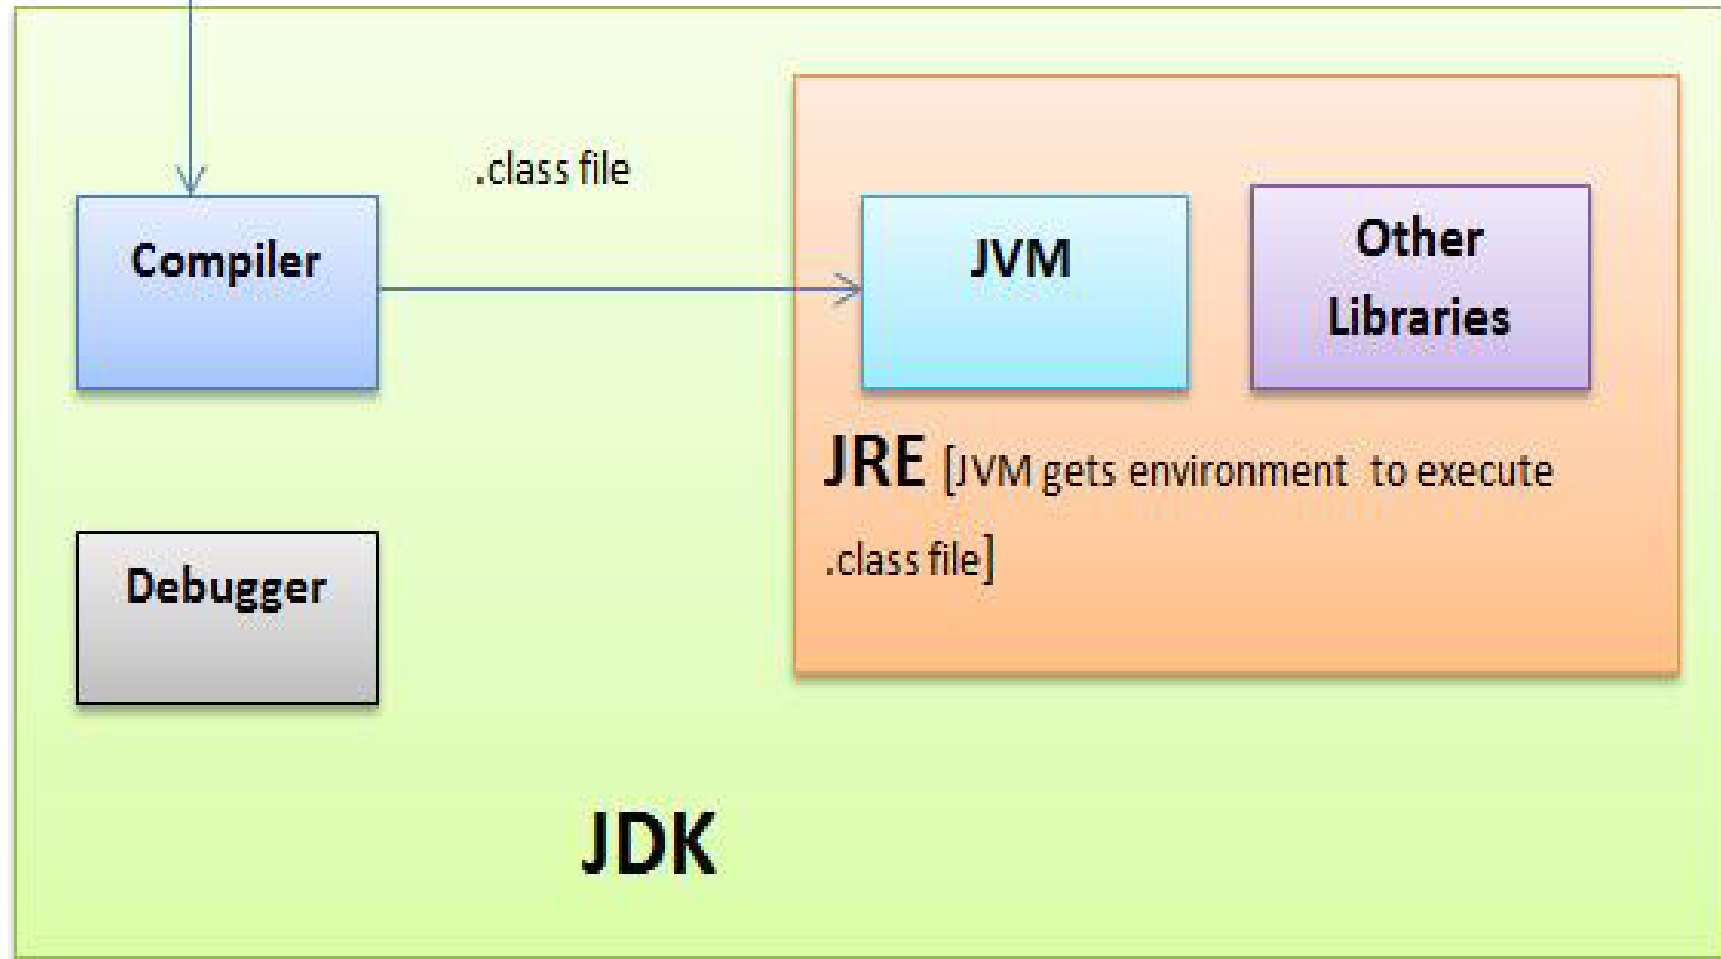 .class file
Compiler
JVM
Other
Libraries
JRE [JVM gets environment to execute
.class file]
Debugger
JDK